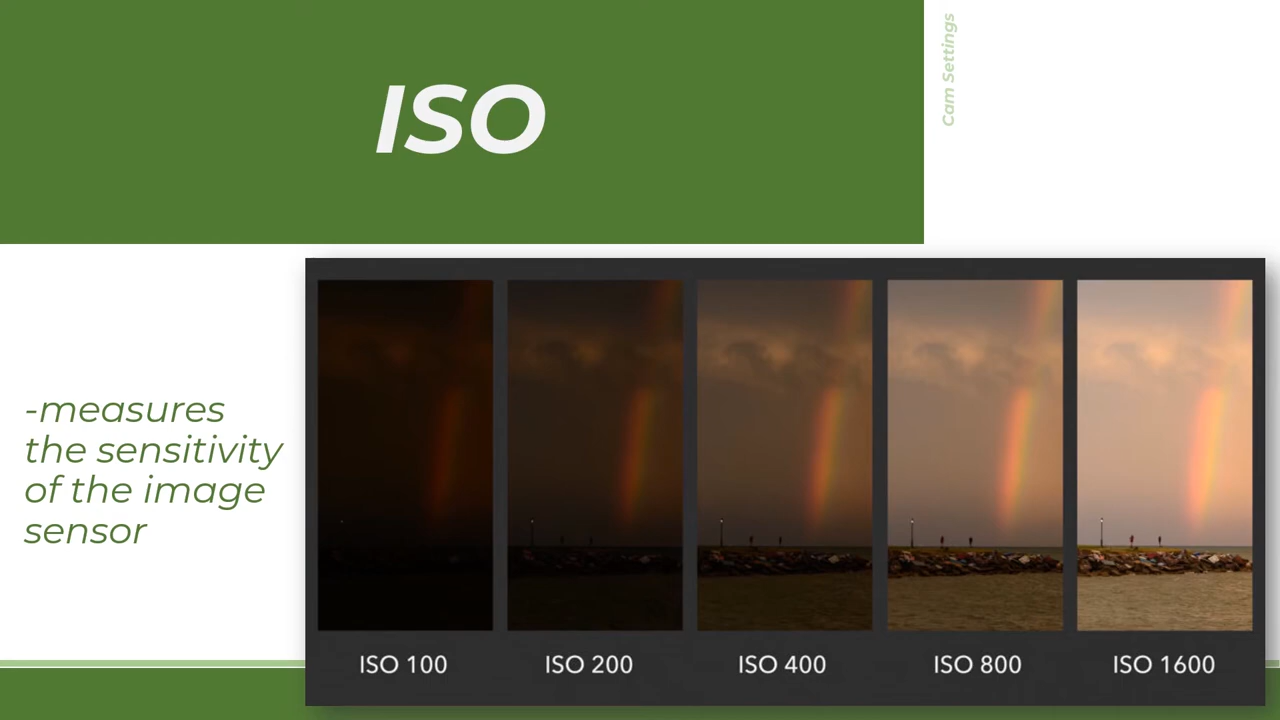 ISO
Cam Settings
-measures
the sensitivity
of the image
sensor
ISO 100
ISO 200
ISO 400
ISO 800
ISO 1600